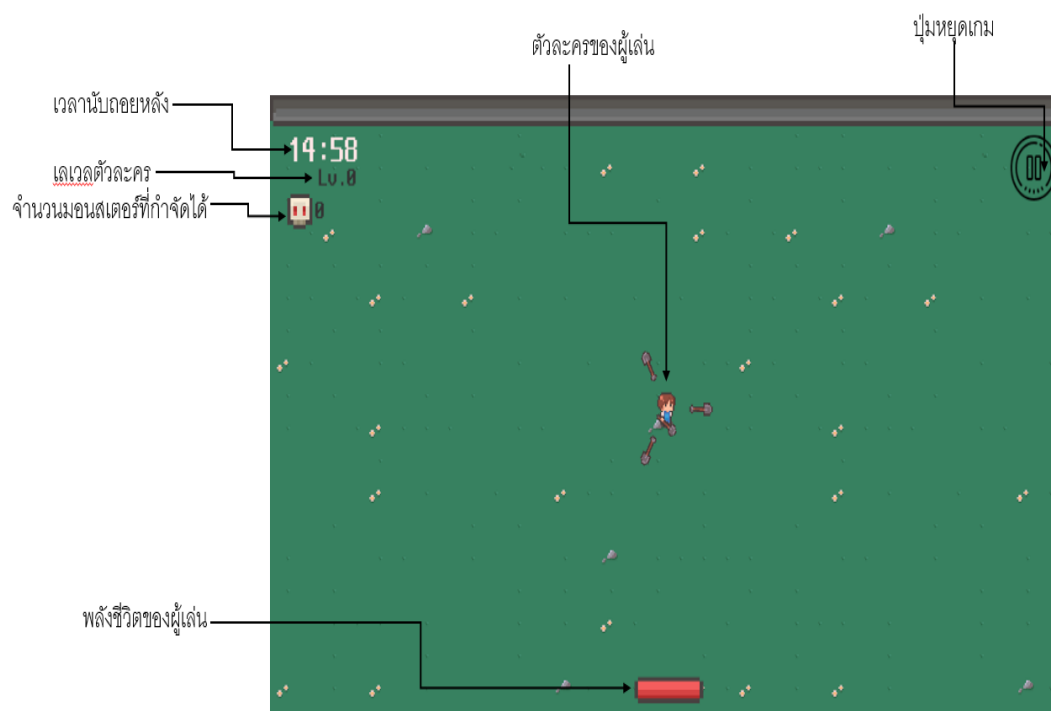 ปุ่มหยุดเกม
ตัวละครของผู้เล่น
เวลานับถอยหลัง
14:58
เลเวลตัวละคร
Lv.0
จำนวนมอนสเตอร์ที่กำจัดได้
0
พลังชีวิตของผู้เล่น